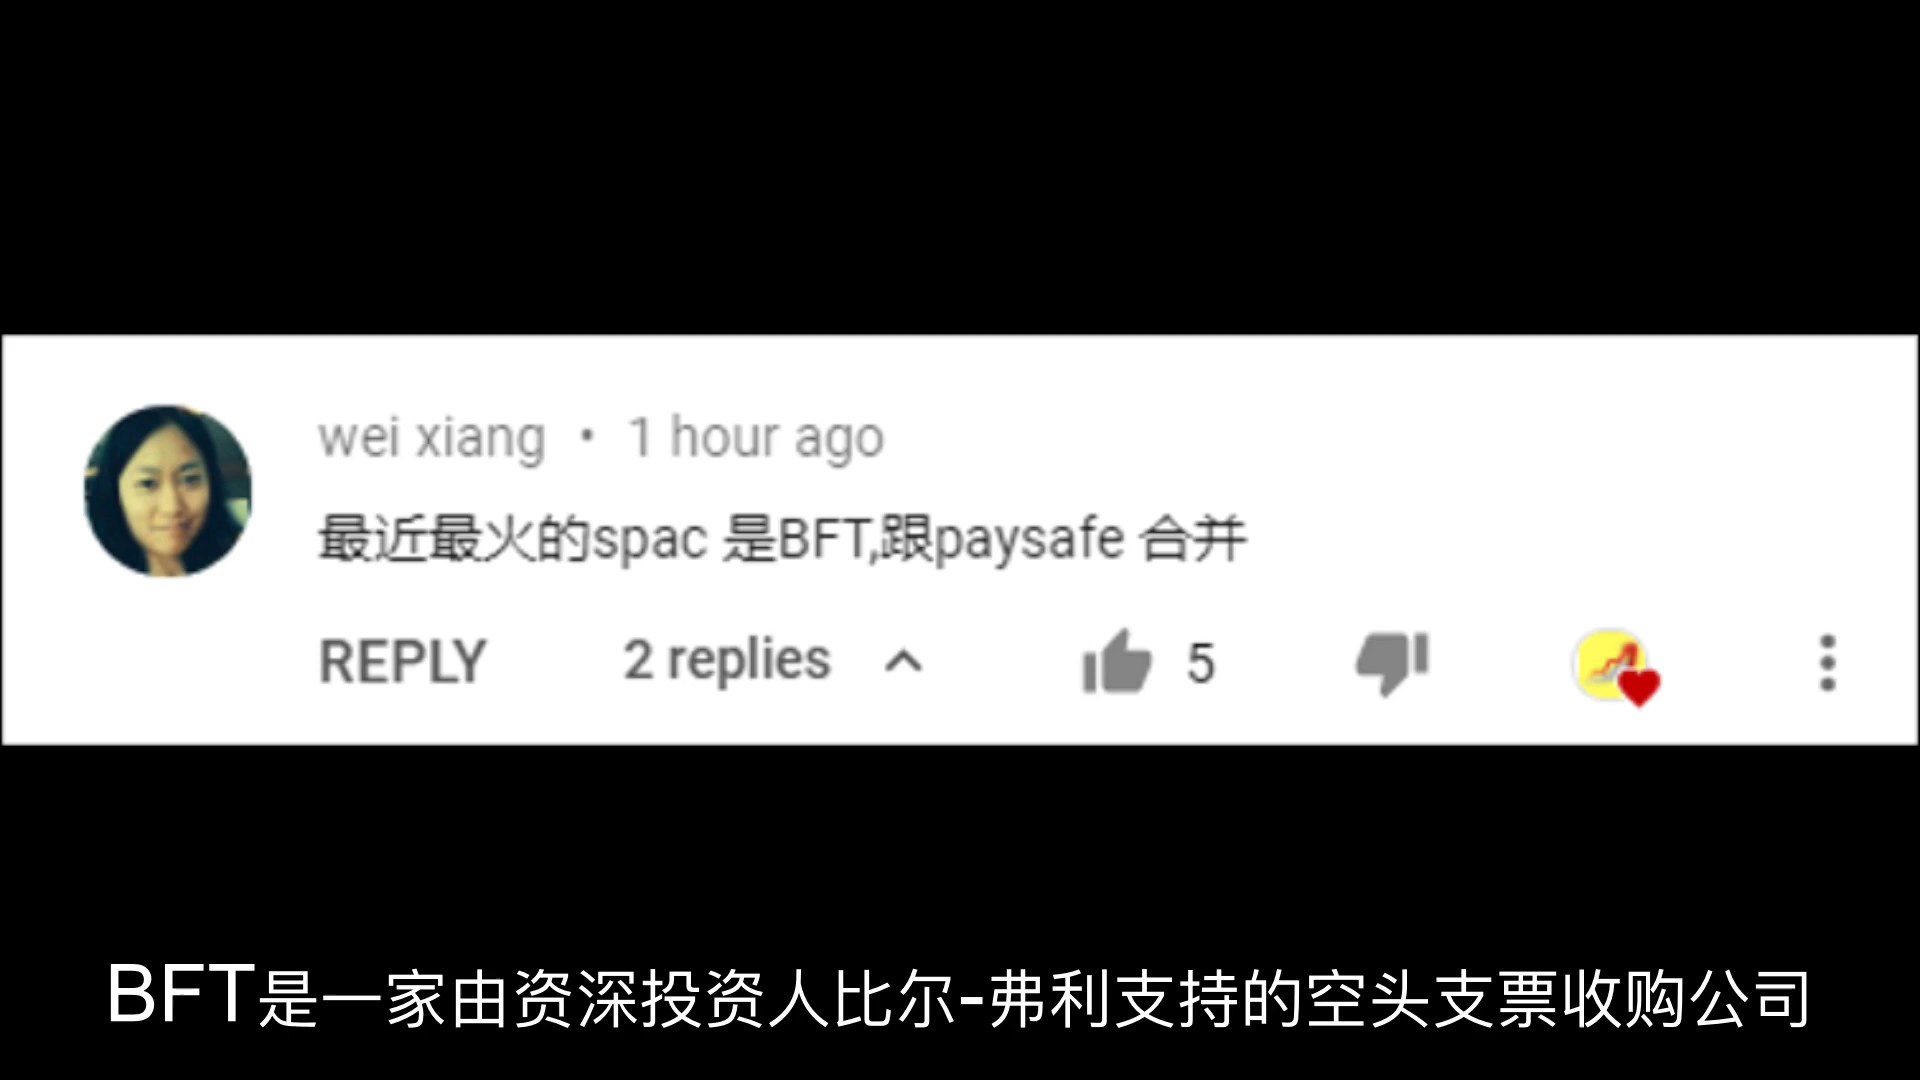 wei xiang • 1 hour ago
最近最火的spac 是BFT,跟paysafe 合并
REPLY 2 replies 5
BFT是一家由资深投资人比尔-弗利支持的空头支票收购公司